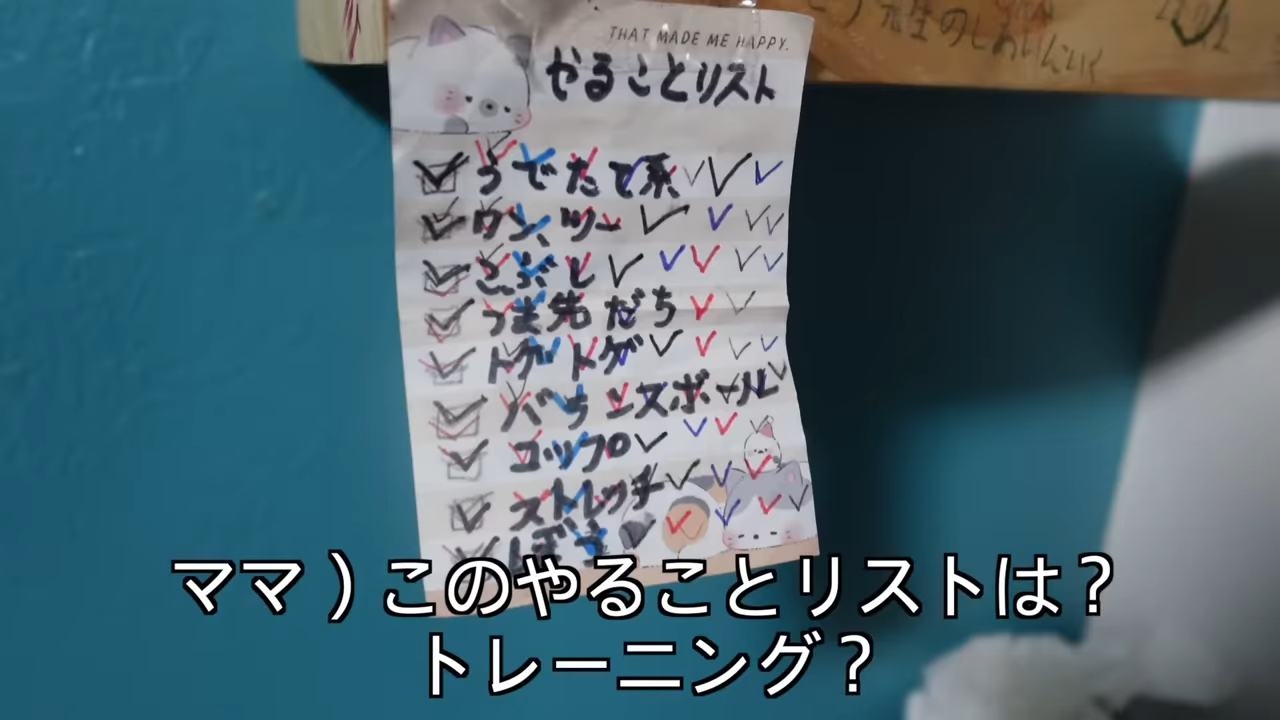 THAT MADE ME HAPPY.
やることリスト
うでたて系
ワン、ツー
こぶし
つま先だち
トゲトゲ
バランスボール
コップ
ストレッチ
ママ）このやることリストは？
トレーニング？